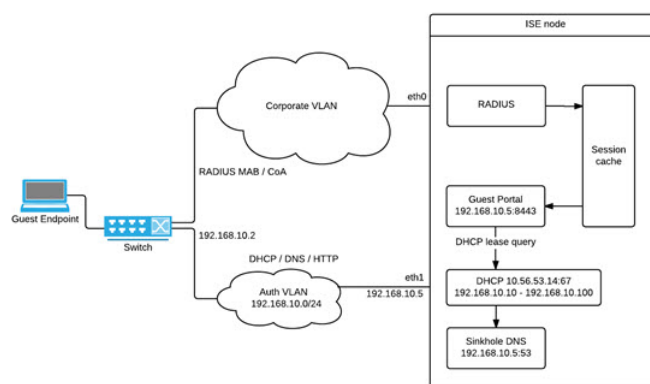 ISE node
Corporate VLAN
eth0
RADIUS
Session
cache
RADIUS MAB / CoA
Guest Endpoint
Switch
192.168.10.2
Guest Portal
192.168.10.5:8443
DHCP lease query
DHCP / DNS / HTTP
eth1
192.168.10.5
Auth VLAN
192.168.10.0/24
DHCP 10.56.53.14:67
192.168.10.10 - 192.168.10.100
Sinkhole DNS
192.168.10.5:53